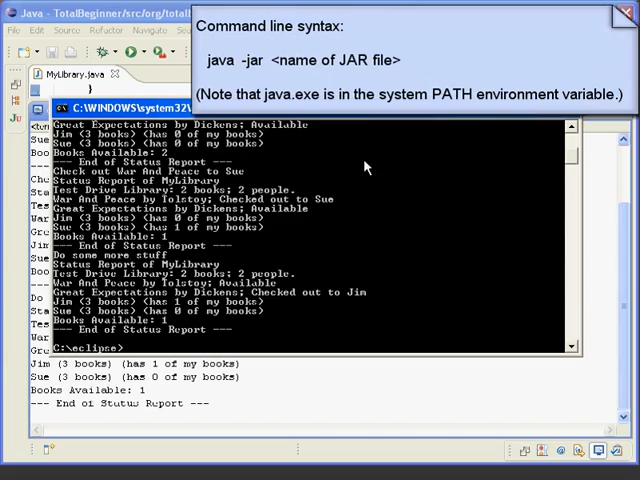 Java - TotalBeginner/src/org/total
File Edit
Command line syntax:
java -jar <name of JAR file>
(Note that java.exe is in the system PATH environment variable.)
MyLibrary.java
}
C:\WINDOWS\system32\
Great Expectations by Dickens; Available
Jim (3 books) (has 0 of my books)
Sue (3 books) (has 0 of my books)
Books Available: 2
--- End of Status Report ---
Check out War And Peace to Sue
Status Report of MyLibrary
Test Drive Library: 2 books; 2 people.
War And Peace by Tolstoy; Checked out to Sue
Great Expectations by Dickens; Available
Jim (3 books) (has 0 of my books)
Sue (3 books) (has 1 of my books)
Books Available: 1
--- End of Status Report ---
Do some more stuff
Status Report of MyLibrary
Test Drive Library: 2 books; 2 people.
War And Peace by Tolstoy; Available
Great Expectations by Dickens; Checked out to Jim
Jim (3 books) (has 1 of my books)
Sue (3 books) (has 0 of my books)
Books Available: 1
--- End of Status Report ---
C:\eclipse>
Jim (3 books) (has 1 of my books)
Sue (3 books) (has 0 of my books)
Books Available: 1
--- End of Status Report ---